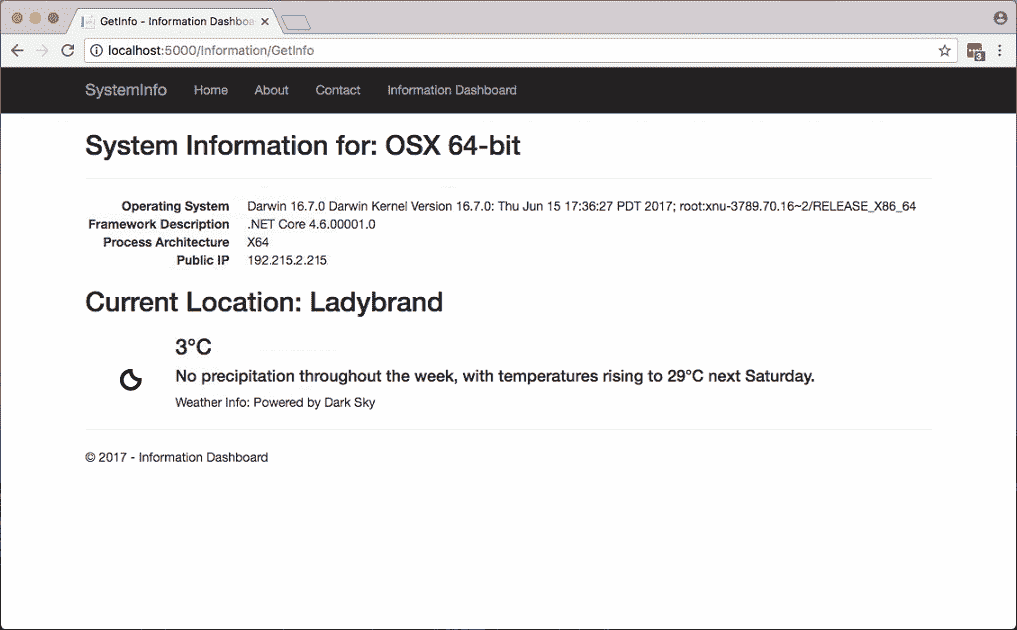 GetInfo - Information Dashboa
localhost:5000/Information/GetInfo
3
SystemInfo Home About Contact Information Dashboard
System Information for: OSX 64-bit
Operating System Darwin 16.7.0 Darwin Kernel Version 16.7.0: Thu Jun 15 17:36:27 PDT 2017; root:xnu-3789.70.16~2/RELEASE_X86_64
Framework Description .NET Core 4.6.00001.0
Process Architecture X64
Public IP 192.215.2.215
Current Location: Ladybrand
3°C
No precipitation throughout the week, with temperatures rising to 29°C next Saturday.
Weather Info: Powered by Dark Sky
© 2017 - Information Dashboard